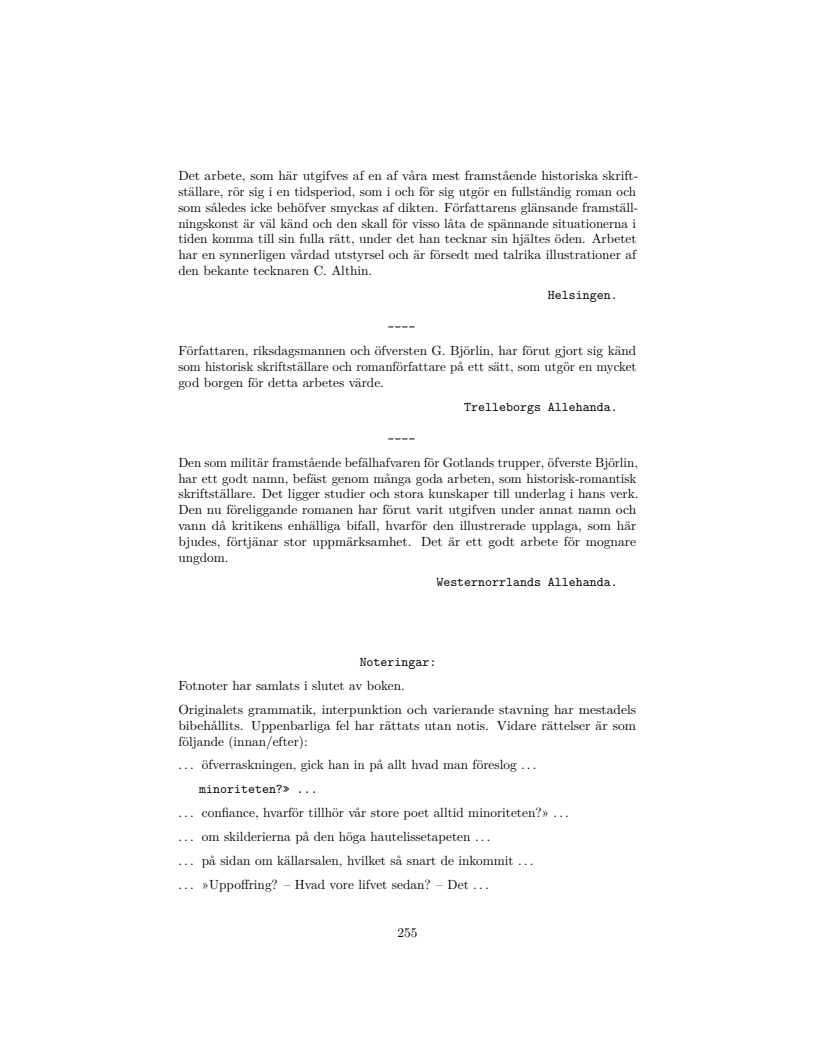 Det arbete, som här utgifves af en af våra mest framstående historiska skrift-
ställare, rör sig i en tidsperiod, som i och för sig utgör en fullständig roman och
som således icke behöfver smyckas af dikten. Författarens glänsande framställ-
ningskonst är väl känd och den skall för visso låta de spännande situationerna i
tiden komma till sin fulla rätt, under det han tecknar sin hjältes öden. Arbetet
har en synnerligen vårdad utstyrsel och är försedt med talrika illustrationer af
den bekante tecknaren C. Althin.
Helsingen.
----
Författaren, riksdagsmannen och öfversten G. Björlin, har förut gjort sig känd
som historisk skriftställare och romanförfattare på ett sätt, som utgör en mycket
god borgen för detta arbetes värde.
Trelleborgs Allehanda.
----
Den som militär framstående befälhafvaren för Gotlands trupper, öfverste Björlin,
har ett godt namn, befäst genom många goda arbeten, som historisk-romantisk
skriftställare. Det ligger studier och stora kunskaper till underlag i hans verk.
Den nu föreliggande romanen har förut varit utgifven under annat namn och
vann då kritikens enhälliga bifall, hvarför den illustrerade upplaga, som här
bjudes, förtjänar stor uppmärksamhet. Det är ett godt arbete för mognare
ungdom.
Westernorrlands Allehanda.
Noteringar:
Fotnoter har samlats i slutet av boken.
Originalets grammatik, interpunktion och varierande stavning har mestadels
bibehållits. Uppenbarliga fel har rättats utan notis. Vidare rättelser är som
följande (innan/efter):
... öfverraskningen, gick han in på allt hvad man föreslog ...
minoriteten?» ...
... confiance, hvarför tillhör vår store poet alltid minoriteten?» ...
... om skilderierna på den höga hautelissetapeten ...
... på sidan om källarsalen, hvilket så snart de inkommit ...
... »Uppoffring? – Hvad vore lifvet sedan? – Det ...
255